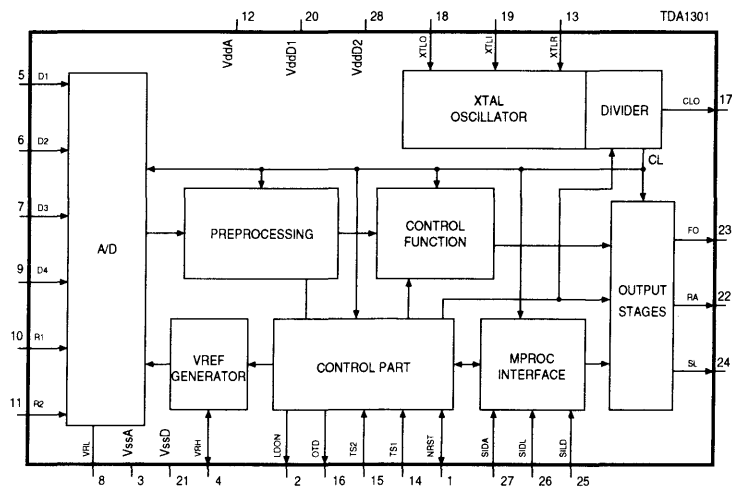 12 20 28 18 19 13 TDA1301
VddA VddD1 VddD2 XTLO XTLI XTLR
5 D1
XTAL
OSCILLATOR
DIVIDER
CLO 17
6 D2
CL
7 D3
A/D
PREPROCESSING
CONTROL
FUNCTION
FO 23
9 D4
OUTPUT
STAGES
RA 22
10 R1
VREF
GENERATOR
CONTROL PART
MPROC
INTERFACE
SL 24
11 R2
VRL VssA VssD VRH LDON OTD TS2 TS1 NRST SIDA SIDL SILD
8 3 21 4 2 16 15 14 1 27 26 25